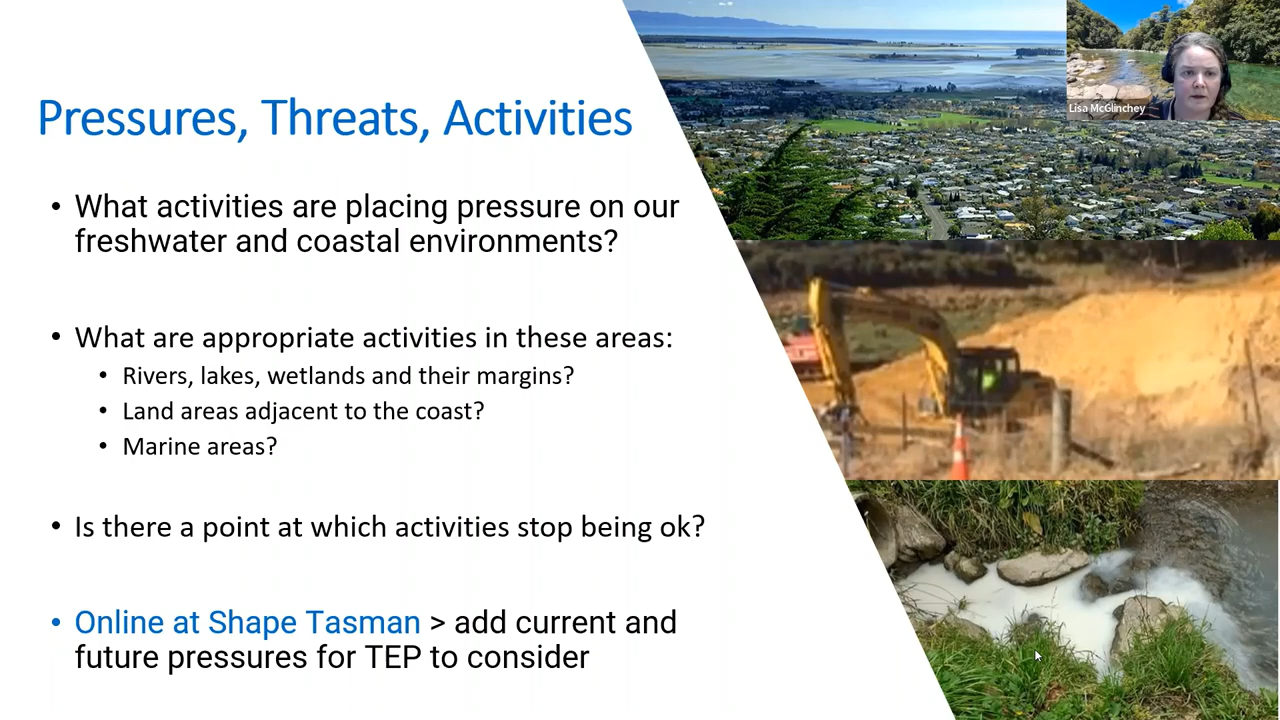 Pressures, Threats, Activities
• What activities are placing pressure on our
freshwater and coastal environments?
• What are appropriate activities in these areas:
• Rivers, lakes, wetlands and their margins?
• Land areas adjacent to the coast?
• Marine areas?
• Is there a point at which activities stop being ok?
• Online at Shape Tasman > add current and
future pressures for TEP to consider
Lisa McGlinchey